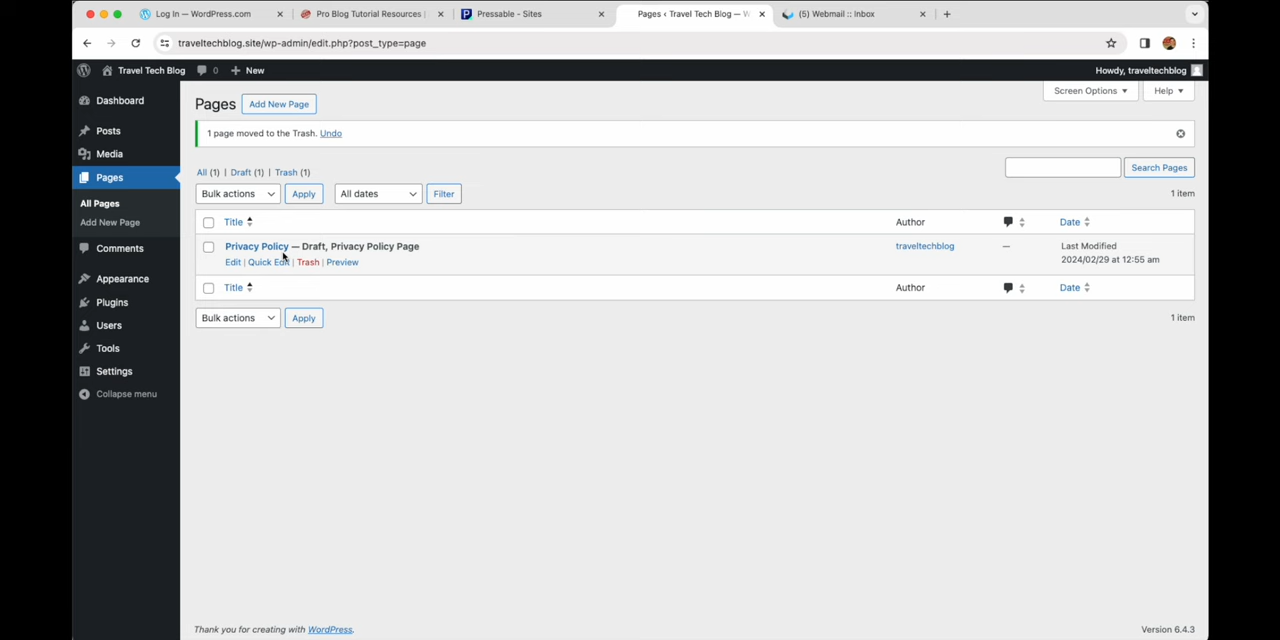 Log In — WordPress.com
Pro Blog Tutorial Resources |
Pressable - Sites
Pages ‹ Travel Tech Blog — W
(5) Webmail :: Inbox
traveltechblog.site/wp-admin/edit.php?post_type=page
Travel Tech Blog 0 New
Howdy, traveltechblog
Dashboard
Posts
Media
Pages
All Pages
Add New Page
Comments
Appearance
Plugins
Users
Tools
Settings
Collapse menu
Screen Options
Help
Pages
Add New Page
1 page moved to the Trash. Undo
All (1) | Draft (1) | Trash (1)
Search Pages
Bulk actions
Apply
All dates
Filter
1 item
Title
Author
Date
Privacy Policy — Draft, Privacy Policy Page
Edit | Quick Edit | Trash | Preview
traveltechblog
—
Last Modified
2024/02/29 at 12:55 am
Title
Author
Date
Bulk actions
Apply
1 item
Thank you for creating with WordPress.
Version 6.4.3